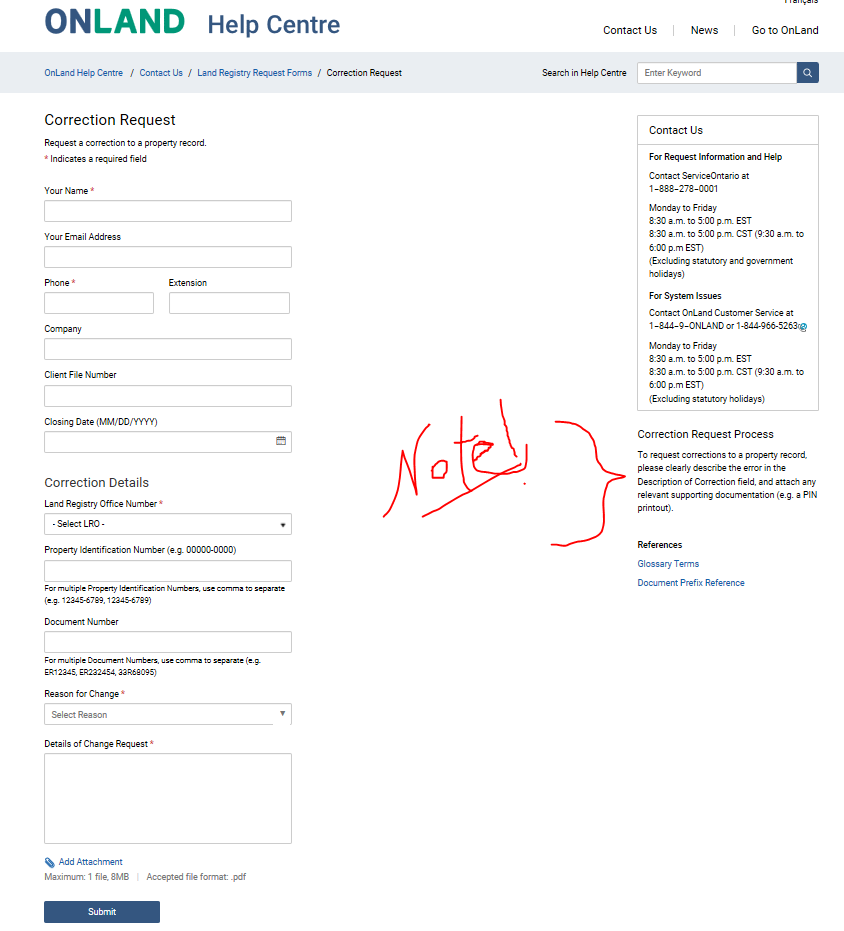 Français
ONLAND Help Centre
Contact Us | News | Go to OnLand
OnLand Help Centre / Contact Us / Land Registry Request Forms / Correction Request
Search in Help Centre
Enter Keyword
Correction Request
Request a correction to a property record.
* Indicates a required field
Your Name *
Your Email Address
Phone * Extension
Company
Client File Number
Closing Date (MM/DD/YYYY)
Correction Details
Land Registry Office Number *
- Select LRO -
Property Identification Number (e.g. 00000-0000)
For multiple Property Identification Numbers, use comma to separate
(e.g. 12345-6789, 12345-6789)
Document Number
For multiple Document Numbers, use comma to separate (e.g.
ER12345, ER232454, 33R68095)
Reason for Change *
Select Reason
Details of Change Request *
Add Attachment
Maximum: 1 file, 8MB | Accepted file format: .pdf
Submit
Note!
Contact Us
For Request Information and Help
Contact ServiceOntario at
1-888-278-0001
Monday to Friday
8:30 a.m. to 5:00 p.m. EST
8:30 a.m. to 5:00 p.m. CST (9:30 a.m. to
6:00 p.m EST)
(Excluding statutory and government
holidays)
For System Issues
Contact OnLand Customer Service at
1-844-9-ONLAND or 1-844-966-5263
Monday to Friday
8:30 a.m. to 5:00 p.m. EST
8:30 a.m. to 5:00 p.m. CST (9:30 a.m. to
6:00 p.m EST)
(Excluding statutory holidays)
Correction Request Process
To request corrections to a property record,
please clearly describe the error in the
Description of Correction field, and attach any
relevant supporting documentation (e.g. a PIN
printout).
References
Glossary Terms
Document Prefix Reference